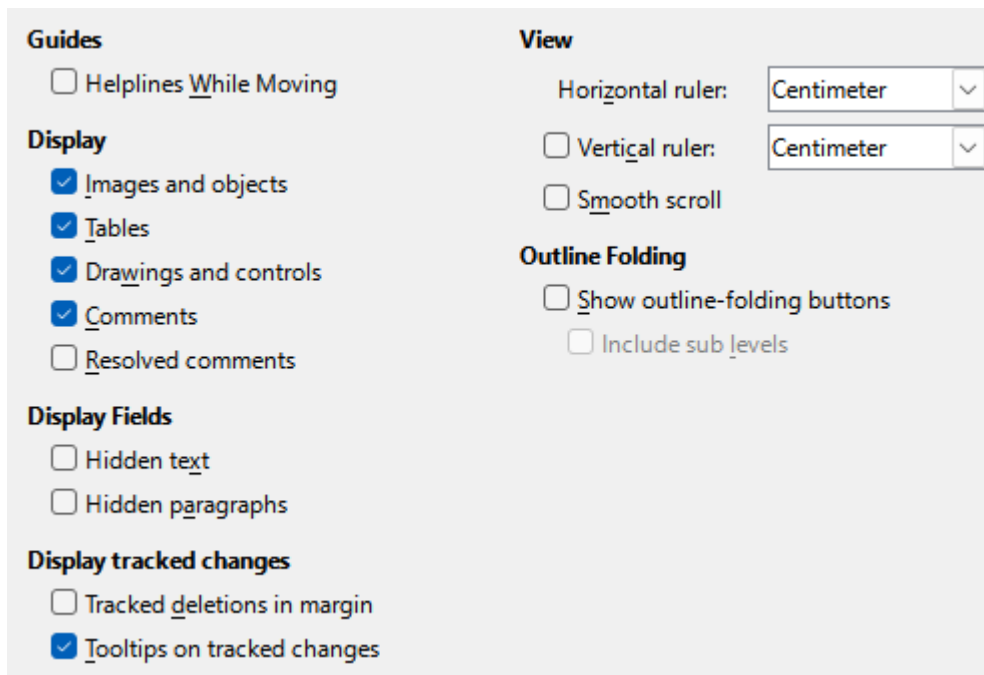 Guides
Helplines While Moving
Display
Images and objects
Tables
Drawings and controls
Comments
Resolved comments
Display Fields
Hidden text
Hidden paragraphs
Display tracked changes
Tracked deletions in margin
Tooltips on tracked changes
View
Horizontal ruler: Centimeter
Vertical ruler: Centimeter
Smooth scroll
Outline Folding
Show outline-folding buttons
Include sub levels